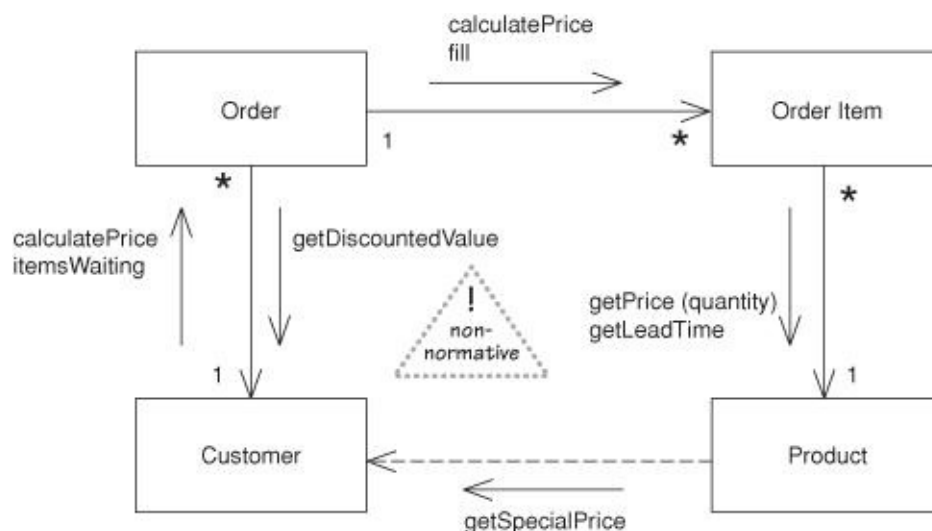 calculatePrice
fill
Order
Order Item
1
*
*
*
calculatePrice
itemsWaiting
getDiscountedValue
!
non-
normative
getPrice (quantity)
getLeadTime
1
1
Customer
Product
getSpecialPrice